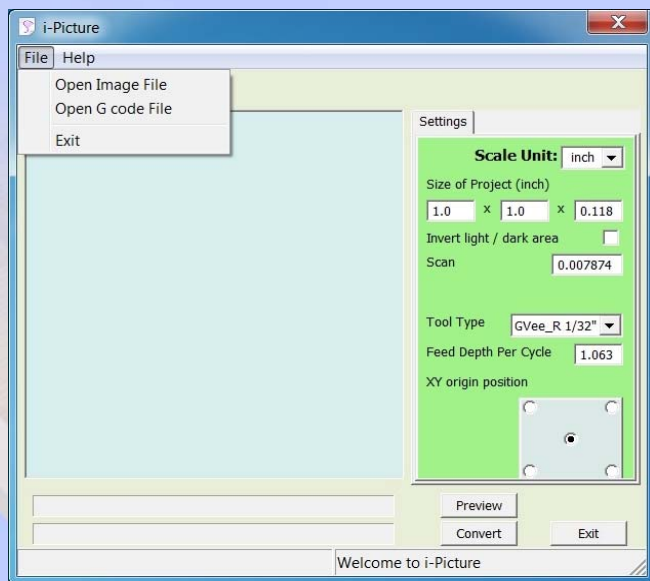 i-Picture
File Help
Open Image File
Open G code File
Exit
Settings
Scale Unit: inch
Size of Project (inch)
1.0 x 1.0 x 0.118
Invert light / dark area
Scan 0.007874
Tool Type GVee_R 1/32"
Feed Depth Per Cycle 1.063
XY origin position
Preview
Convert Exit
Welcome to i-Picture